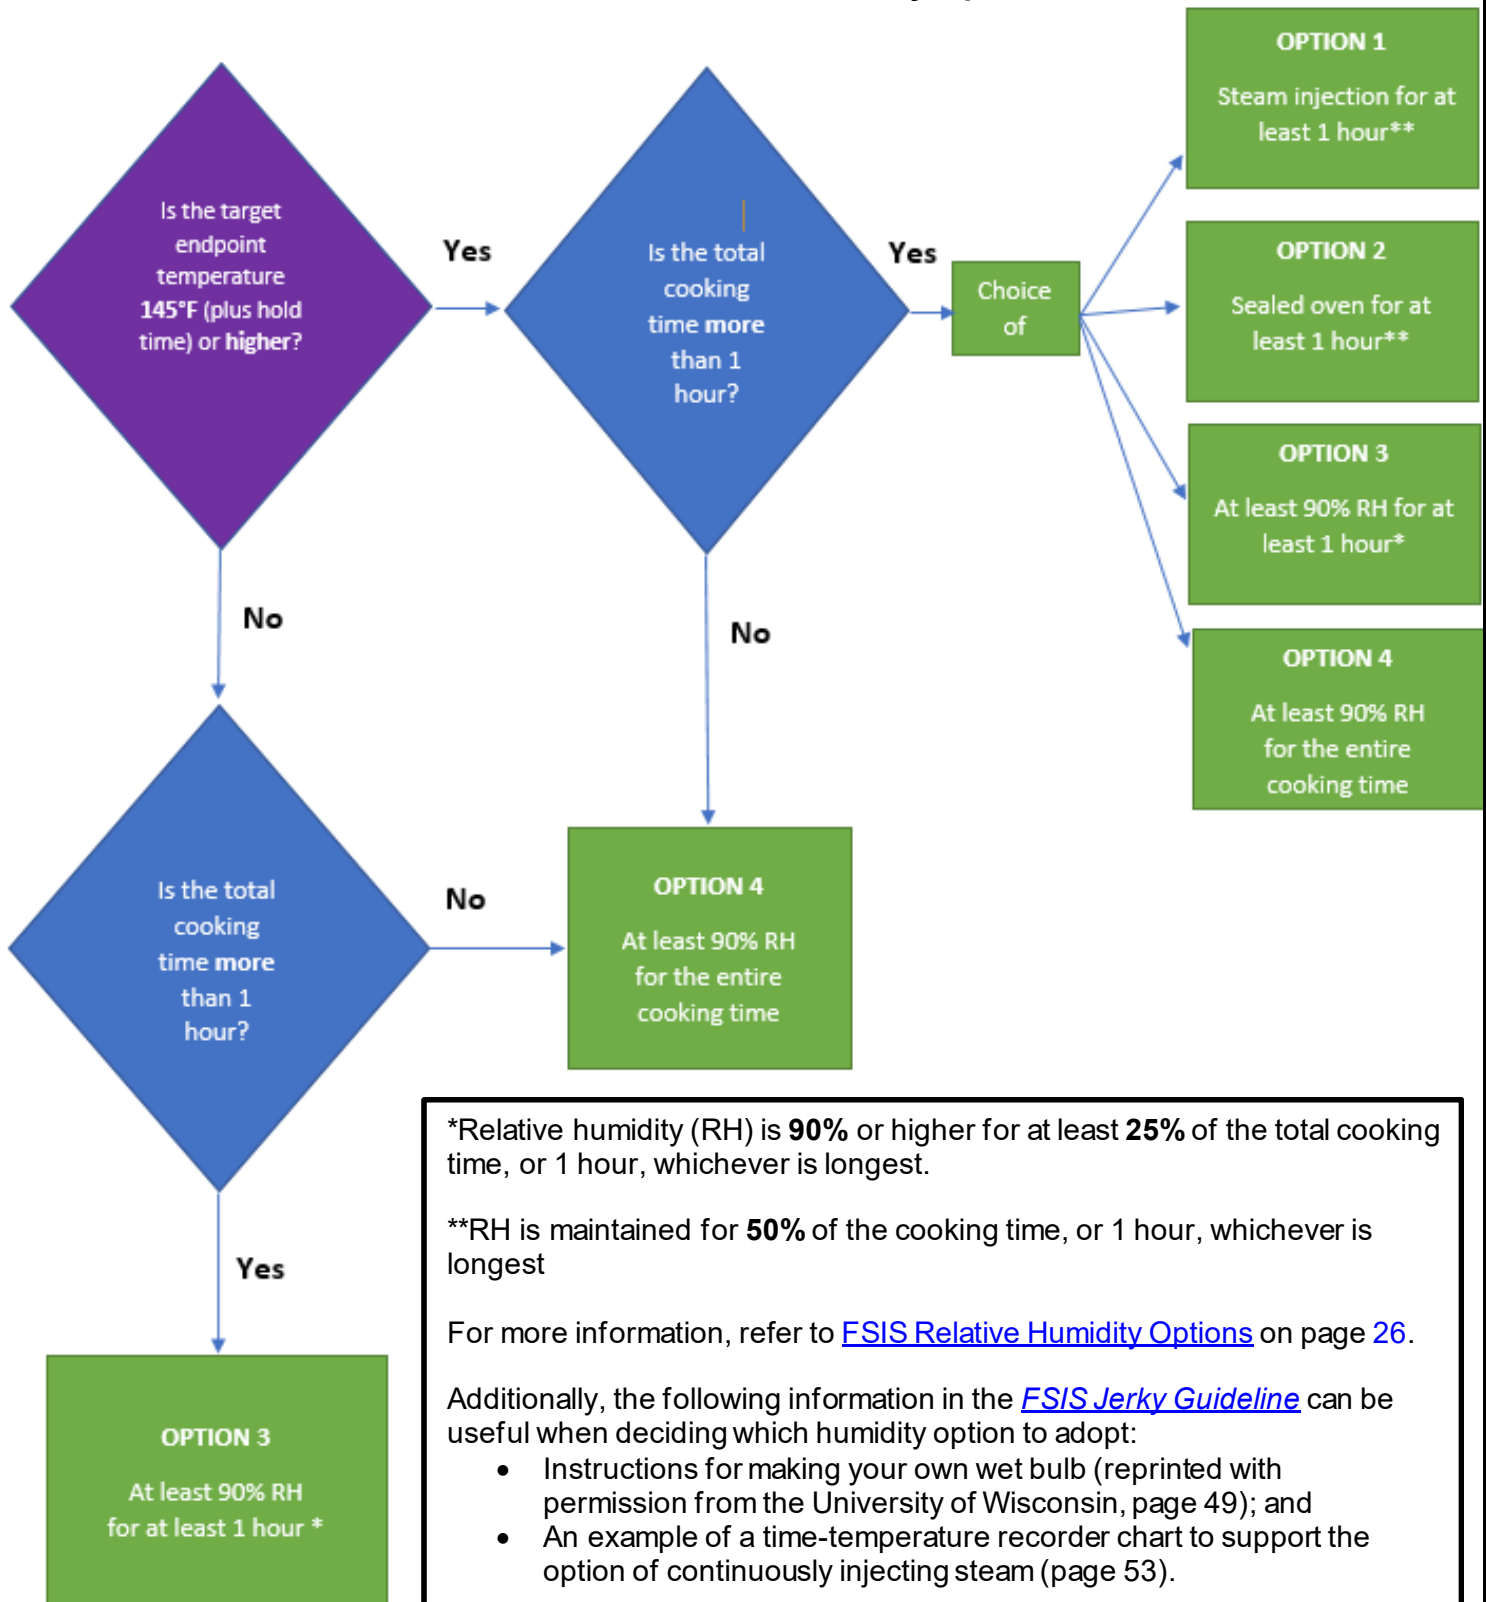 Is the target
endpoint
temperature
145°F (plus hold
time) or higher?
Yes
Is the total
cooking
time more
than 1
hour?
Yes
Choice
of
OPTION 1
Steam injection for at
least 1 hour**
OPTION 2
Sealed oven for at
least 1 hour**
OPTION 3
At least 90% RH for at
least 1 hour*
OPTION 4
At least 90% RH
for the entire
cooking time
No
No
Is the total
cooking
time more
than 1
hour?
No
OPTION 4
At least 90% RH
for the entire
cooking time
Yes
OPTION 3
At least 90% RH
for at least 1 hour *
*Relative humidity (RH) is 90% or higher for at least 25% of the total cooking
time, or 1 hour, whichever is longest.
**RH is maintained for 50% of the cooking time, or 1 hour, whichever is
longest
For more information, refer to FSIS Relative Humidity Options on page 26.
Additionally, the following information in the FSIS Jerky Guideline can be
useful when deciding which humidity option to adopt:
• Instructions for making your own wet bulb (reprinted with
permission from the University of Wisconsin, page 49); and
• An example of a time-temperature recorder chart to support the
option of continuously injecting steam (page 53).